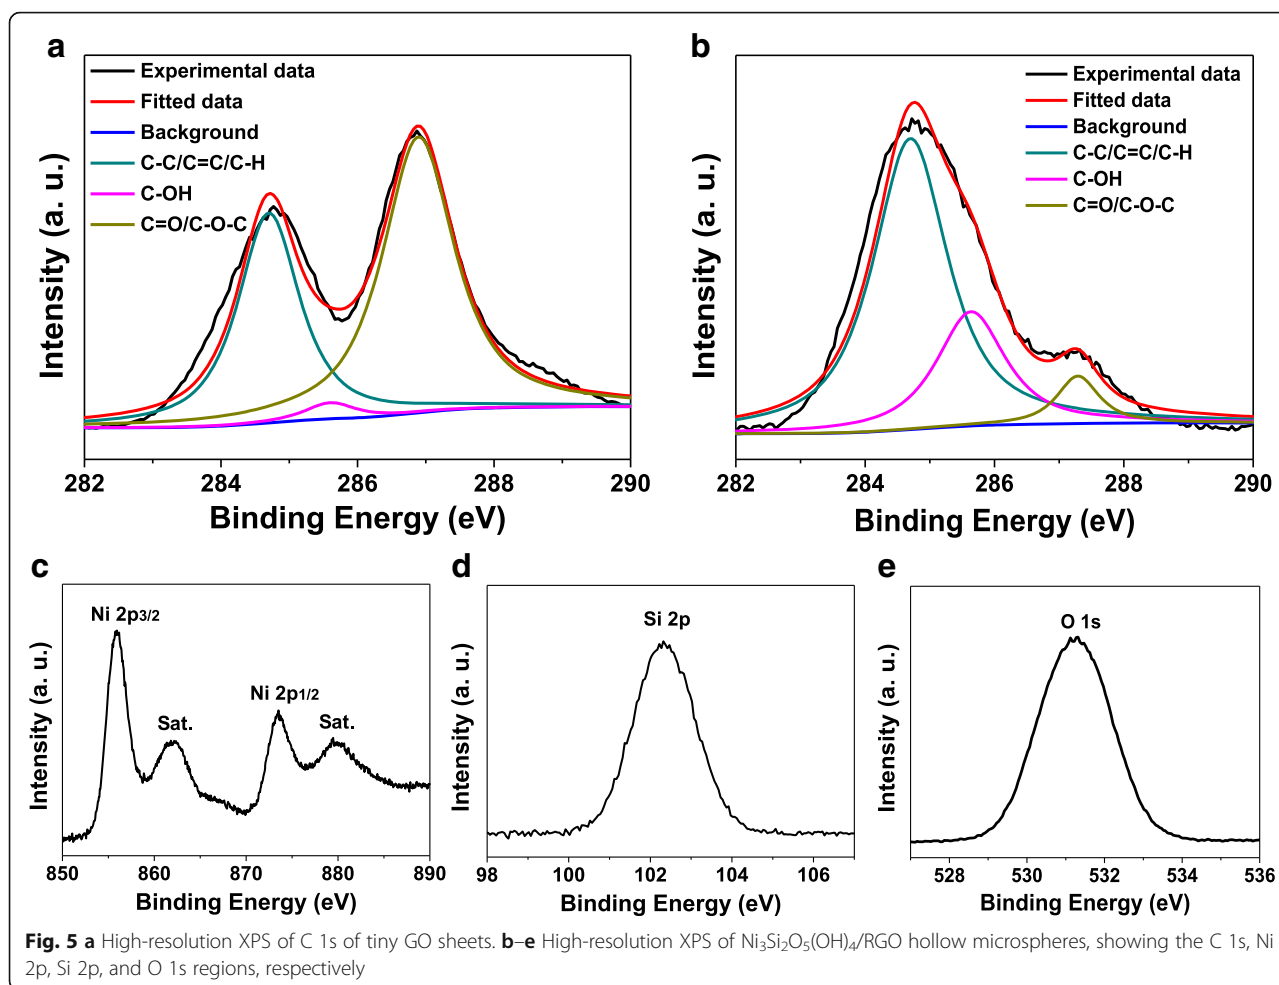 a
Experimental data
Fitted data
Background
C-C/C=C/C-H
C-OH
C=O/C-O-C
Intensity (a. u.)
282 284 286 288 290
Binding Energy (eV)
b
Experimental data
Fitted data
Background
C-C/C=C/C-H
C-OH
C=O/C-O-C
Intensity (a. u.)
282 284 286 288 290
Binding Energy (eV)
c
Ni 2p3/2
Sat.
Ni 2p1/2
Sat.
Intensity (a. u.)
850 860 870 880 890
Binding Energy (eV)
d
Si 2p
Intensity (a. u.)
98 100 102 104 106
Binding Energy (eV)
e
O 1s
Intensity (a. u.)
528 530 532 534 536
Binding Energy (eV)
Fig. 5 a High-resolution XPS of C 1s of tiny GO sheets. b–e High-resolution XPS of Ni₃Si₂O₅(OH)₄/RGO hollow microspheres, showing the C 1s, Ni
2p, Si 2p, and O 1s regions, respectively